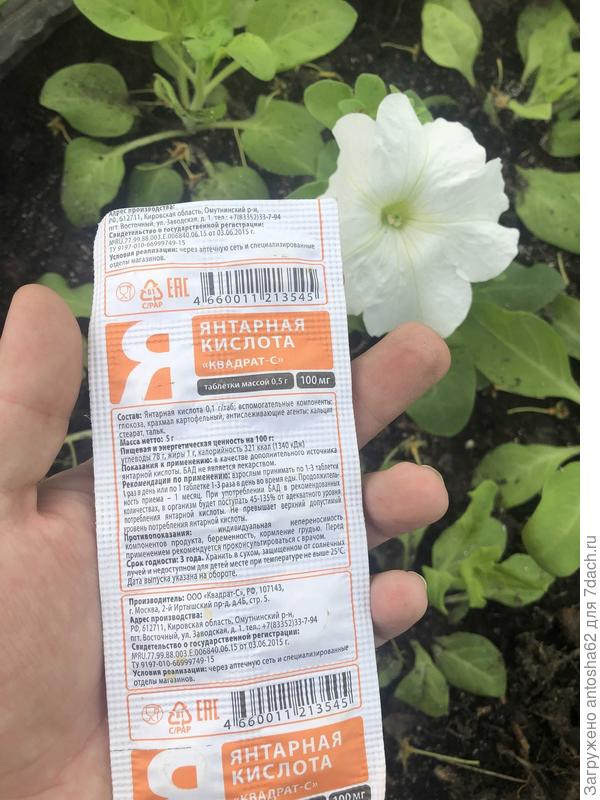 Адрес производства:
РФ, 612711, Кировская область, Омутнинский р-н,
пгт. Восточный, ул. Заводская, д. 1. тел.: +7(83352)33-7-94
Свидетельство о государственной регистрации:
№RU.77.99.88.003.Е.006840.06.15 от 03.06.2015 г.
ТУ 9197-010-66999749-15
Условия реализации: через аптечную сеть и специализированные
отделы магазинов.
81
C/PAP
ЕАС
4 660011 213545
Я
ЯНТАРНАЯ
КИСЛОТА
«КВАДРАТ-С»
таблетки массой 0,5 г
100 мг
Состав: Янтарная кислота 0,1 г/таб; вспомогательные компоненты:
глюкоза, крахмал картофельный; антислеживающие агенты: кальция
стеарат, тальк.
Масса нетто: 5 г
Пищевая и энергетическая ценность на 100 г:
углеводы 78 г, жиры 1 г, калорийность 321 ккал (1340 кДж)
Показания к применению: в качестве дополнительного источника
янтарной кислоты. БАД не является лекарством.
Рекомендации по применению: взрослым принимать по 1-3 таблетки
1 раз в день или по 1 таблетке 1-3 раза в день во время еды. Продолжитель-
ность приема – 1 месяц. При употреблении БАД в рекомендованных
количествах, в организм будет поступать 45-135% от адекватного уровня
потребления янтарной кислоты. Не превышает верхний допустимый
уровень потребления янтарной кислоты.
Противопоказания: индивидуальная непереносимость
компонентов продукта, беременность, кормление грудью. Перед
применением рекомендуется проконсультироваться с врачом.
Срок годности: 3 года. Хранить в сухом, защищенном от солнечных
лучей и недоступном для детей месте при температуре не выше 25°С.
Дата выпуска указана на обороте.
Производитель: ООО «Квадрат-С», РФ, 107143,
г. Москва, 2-й Иртышский пр-д, д.4Б, стр. 5.
Адрес производства:
РФ, 612711, Кировская область, Омутнинский р-н,
пгт. Восточный, ул. Заводская, д. 1. тел.: +7(83352)33-7-94
Свидетельство о государственной регистрации:
№RU.77.99.88.003.Е.006840.06.15 от 03.06.2015 г.
ТУ 9197-010-66999749-15
Условия реализации: через аптечную сеть и специализированные
отделы магазинов.
81
C/PAP
ЕАС
4 660011 213545
Я
ЯНТАРНАЯ
КИСЛОТА
«КВАДРАТ-С»
100 мг
Загружено antosha62 для 7dach.ru